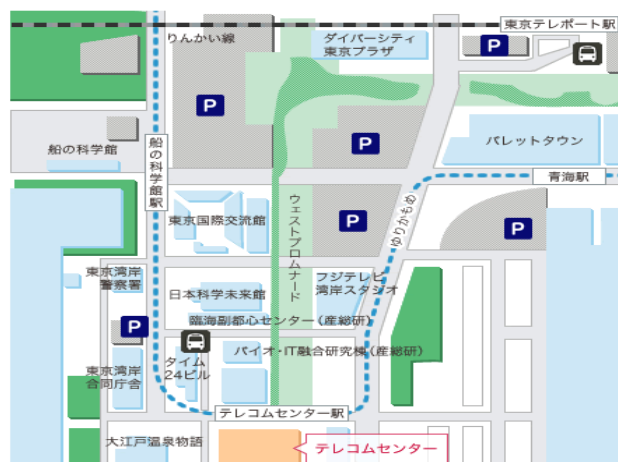 東京テレポート駅
りんかい線
ダイバーシティ
東京プラザ
P
P
P
船の科学館
船の科学館駅
パレットタウン
青海駅
東京国際交流館
ウェストプロムナード
P
ゆりかもめ
P
東京湾岸
警察署
日本科学未来館
フジテレビ
湾岸スタジオ
臨海副都心センター(産総研)
P
バイオ・IT融合研究棟(産総研)
東京湾岸
合同庁舎
タイム
24ビル
テレコムセンター駅
大江戸温泉物語
テレコムセンター